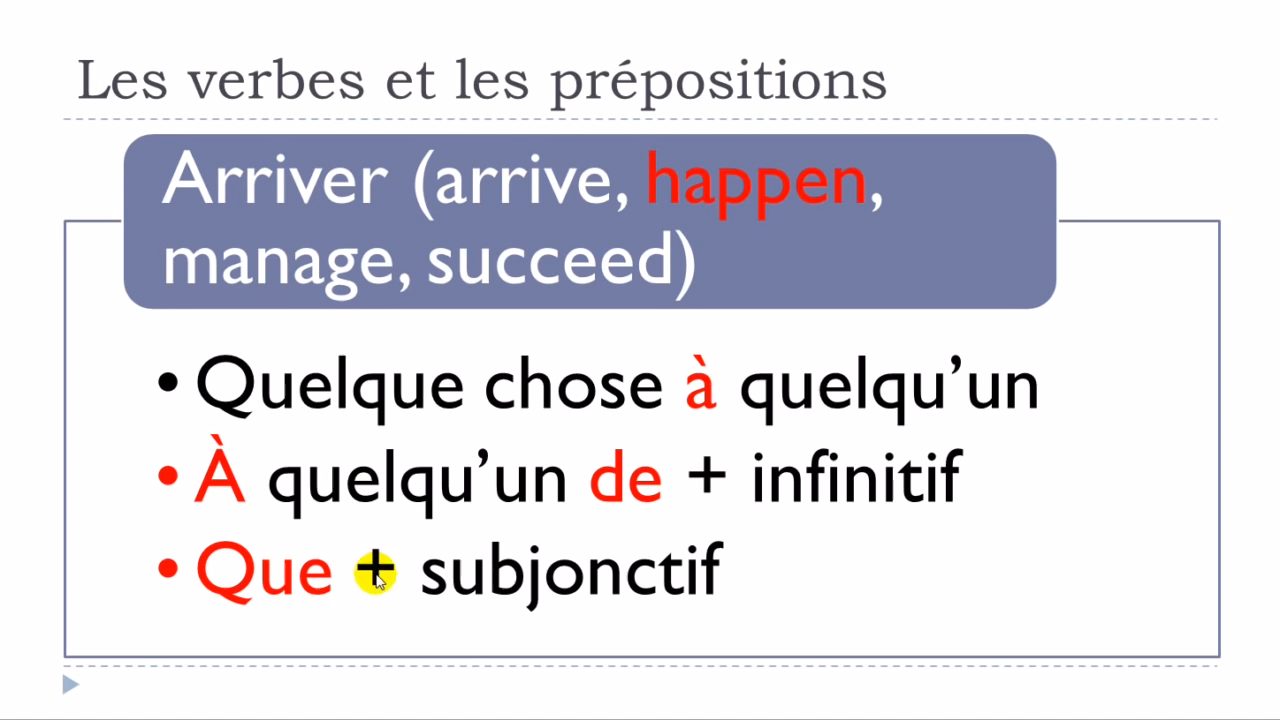 Les verbes et les prépositions
Arriver (arrive, happen,
manage, succeed)
• Quelque chose à quelqu’un
• À quelqu’un de + infinitif
• Que + subjonctif